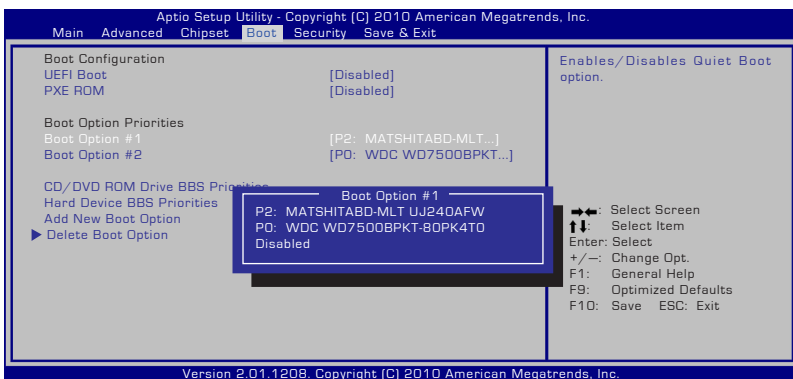 Aptio Setup Utility - Copyright (C) 2010 American Megatrends, Inc.
Main Advanced Chipset Boot Security Save & Exit
Boot Configuration
UEFI Boot [Disabled]
PXE ROM [Disabled]
Boot Option Priorities
Boot Option #1 [P2: MATSHITABD-MLT...]
Boot Option #2 [P0: WDC WD7500BPKT...]
CD/DVD ROM Drive BBS Priorities
Hard Device BBS Priorities
Add New Boot Option
Delete Boot Option
Boot Option #1
P2: MATSHITABD-MLT UJ240AFW
P0: WDC WD7500BPKT-80PK4T0
Disabled
Enables/Disables Quiet Boot
option.
→←: Select Screen
↑↓: Select Item
Enter: Select
+/—: Change Opt.
F1: General Help
F9: Optimized Defaults
F10: Save ESC: Exit
Version 2.01.1208. Copyright (C) 2010 American Megatrends, Inc.